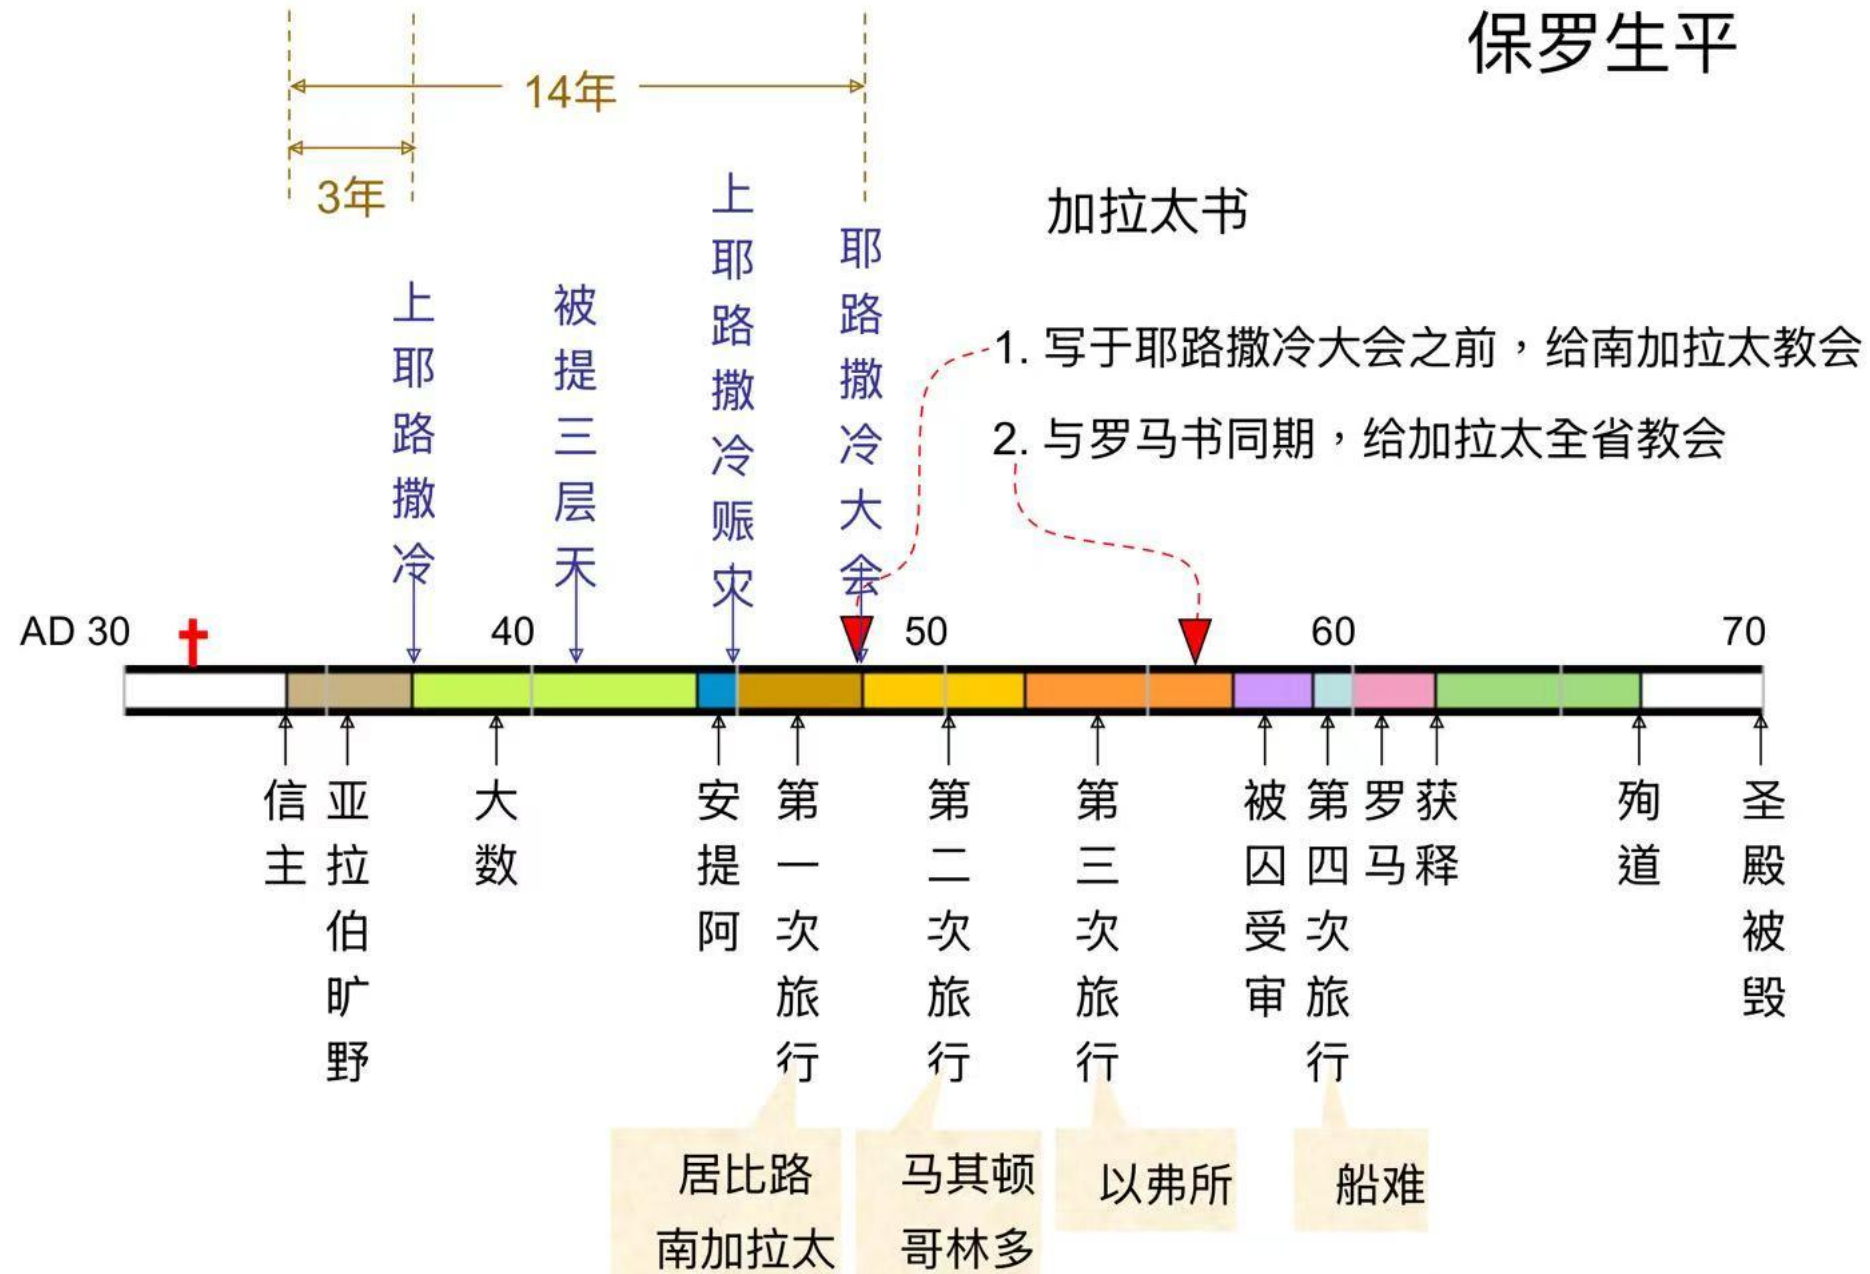 保罗生平
14年
3年
加拉太书
上耶路撒冷
被提三层天
上耶路撒冷赈灾
耶路撒冷大会
1. 写于耶路撒冷大会之前，给南加拉太教会
2. 与罗马书同期，给加拉太全省教会
AD 30
40
50
60
70
信主
亚拉伯旷野
大数
安提阿
第一次旅行
第二次旅行
第三次旅行
被囚受审
第四次旅行
罗马
获释
殉道
圣殿被毁
居比路
南加拉太
马其顿
哥林多
以弗所
船难